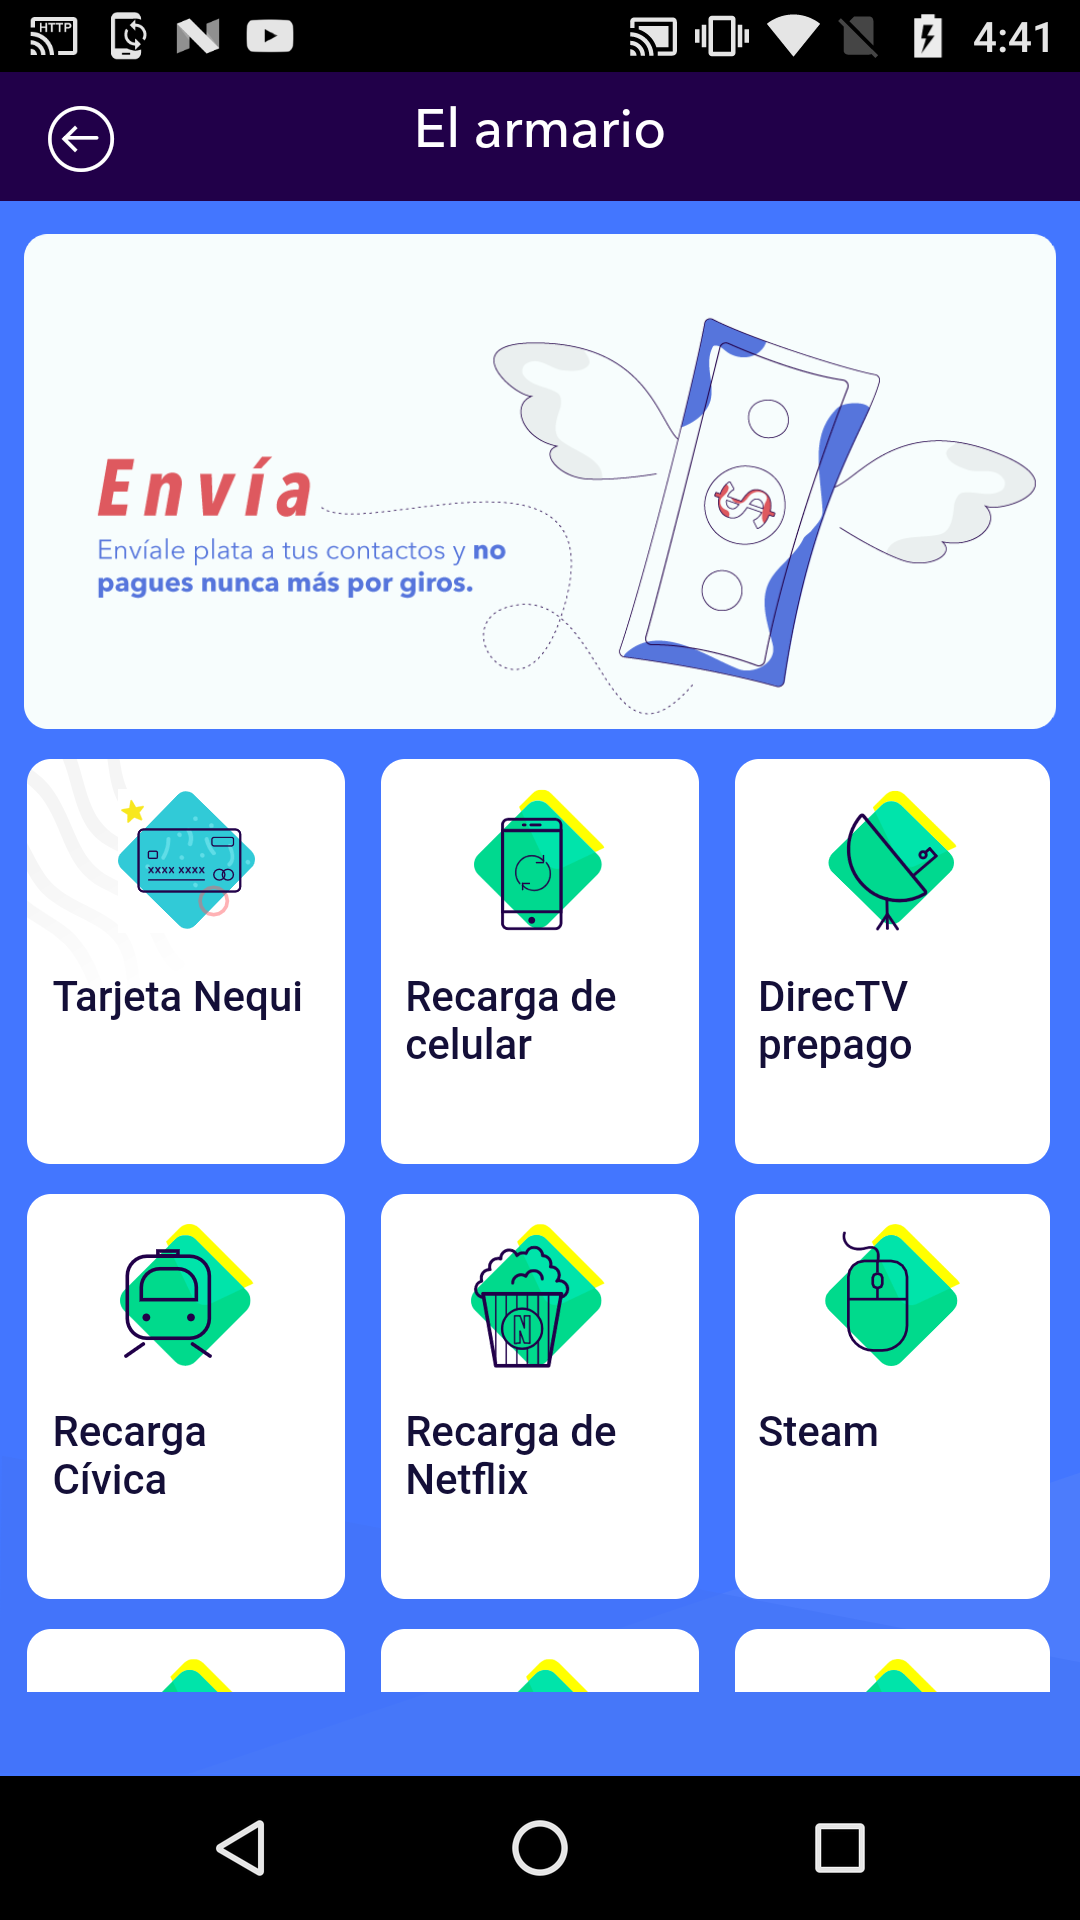 HTTP
4:41
El armario
Envía
Envíale plata a tus contactos y no
pagues nunca más por giros.
xxxx xxxx
Tarjeta Nequi
Recarga de
celular
DirecTV
prepago
N
Recarga
Cívica
Recarga de
Netflix
Steam